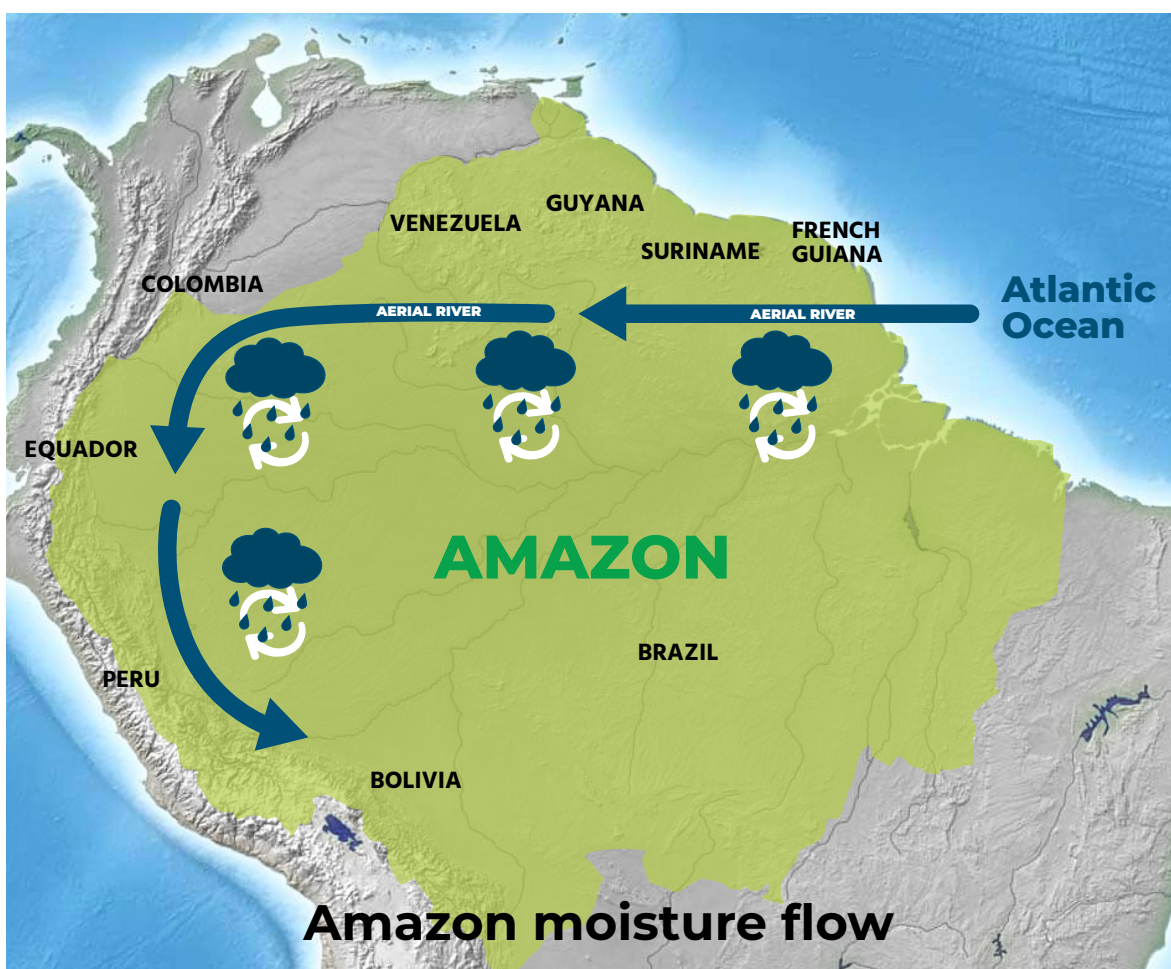 GUYANA
VENEZUELA
FRENCH
GUIANA
SURINAME
COLOMBIA
Atlantic
Ocean
AERIAL RIVER
AERIAL RIVER
EQUADOR
AMAZON
BRAZIL
PERU
BOLIVIA
Amazon moisture flow